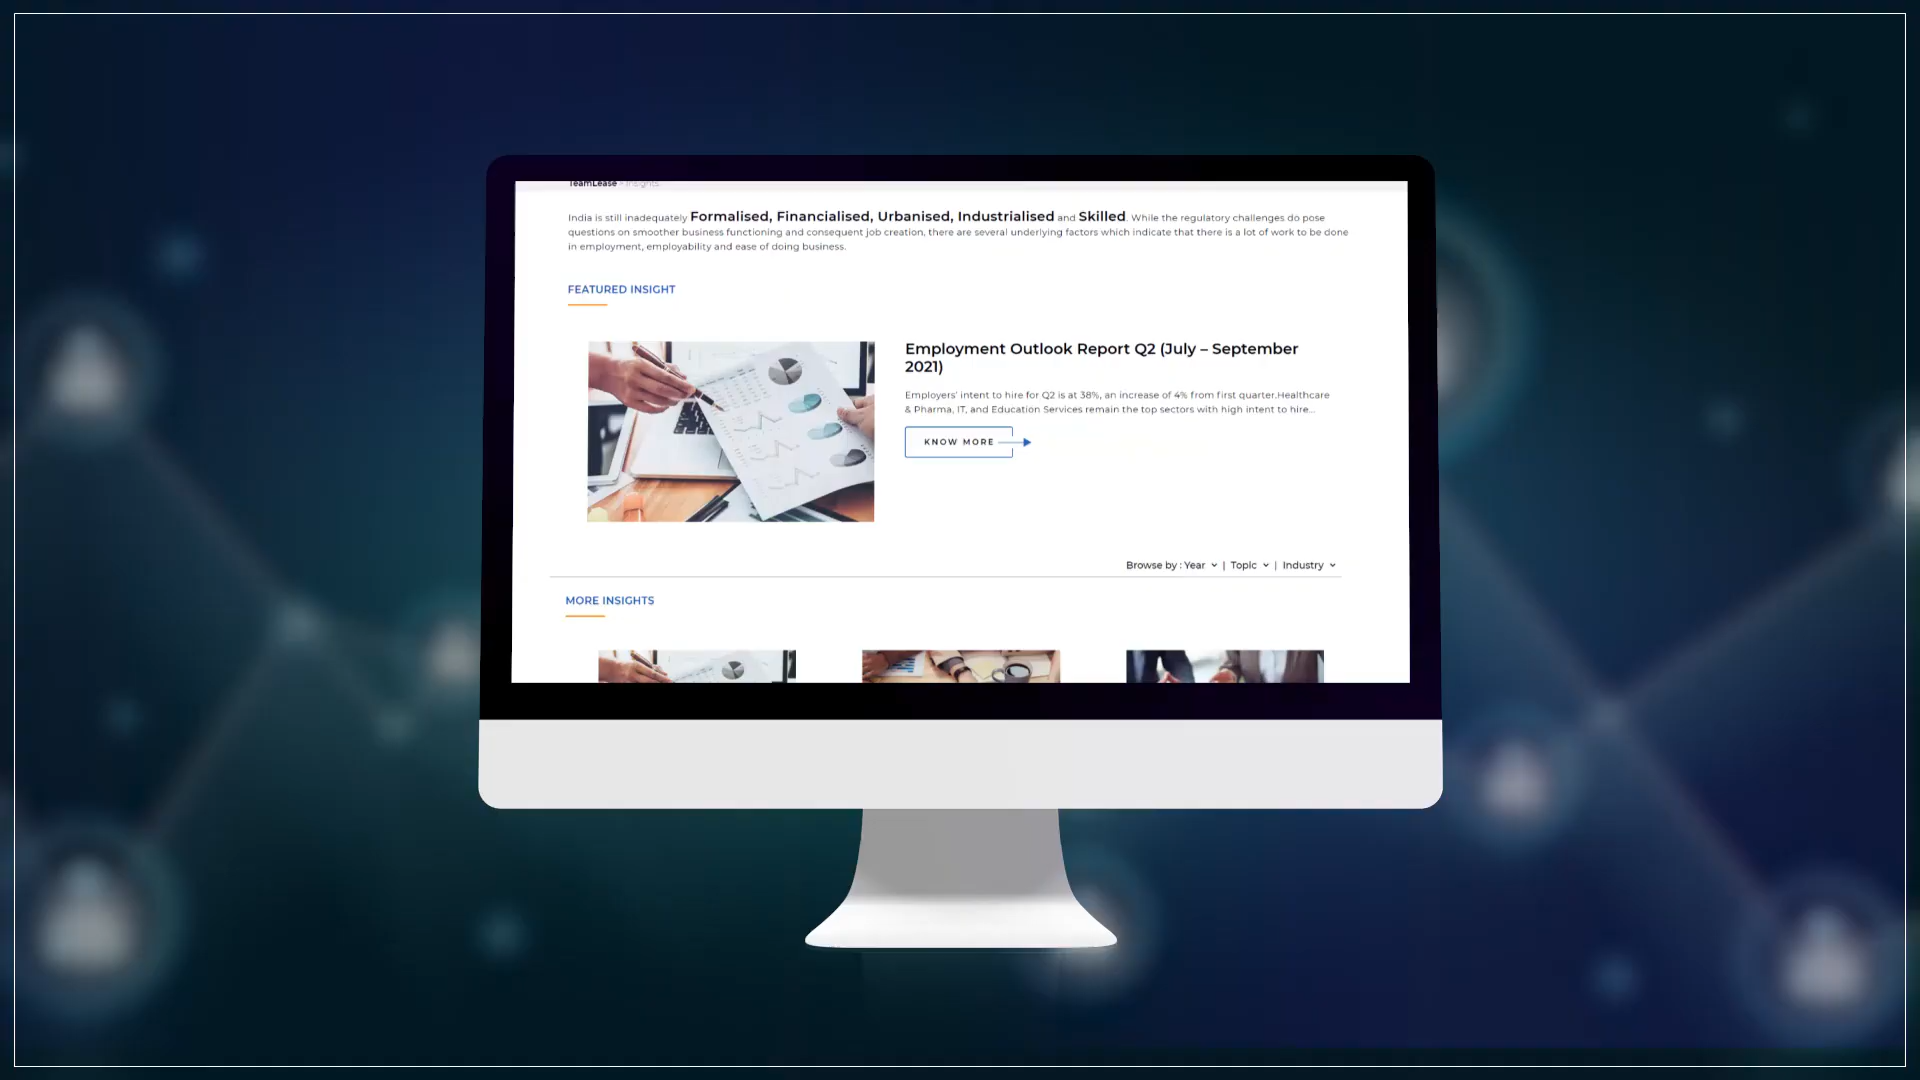 TeamLease > Insights
India is still inadequately Formalised, Financialised, Urbanised, Industrialised and Skilled. While the regulatory challenges do pose
questions on smoother business functioning and consequent job creation, there are several underlying factors which indicate that there is a lot of work to be done
in employment, employability and ease of doing business.
FEATURED INSIGHT
Employment Outlook Report Q2 (July – September
2021)
Employers' intent to hire for Q2 is at 38%, an increase of 4% from first quarter.Healthcare
& Pharma, IT, and Education Services remain the top sectors with high intent to hire...
KNOW MORE
Browse by : Year | Topic | Industry
MORE INSIGHTS